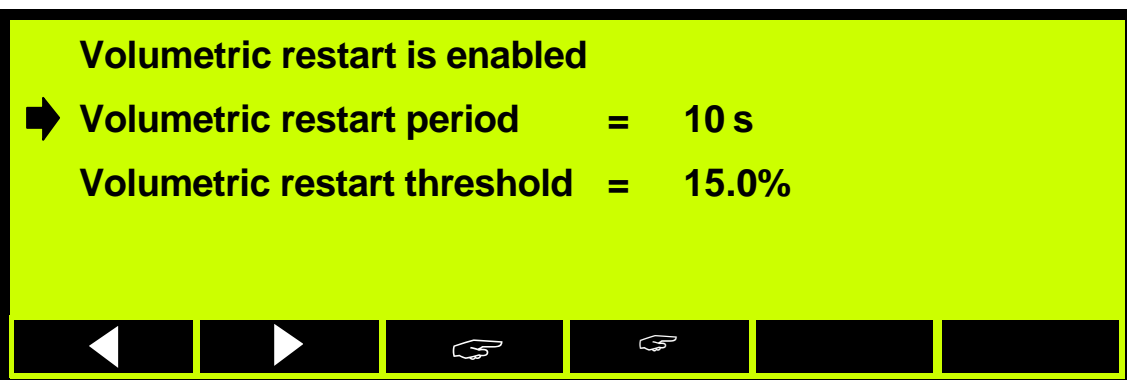 Volumetric restart is enabled
Volumetric restart period = 10 s
Volumetric restart threshold = 15.0%